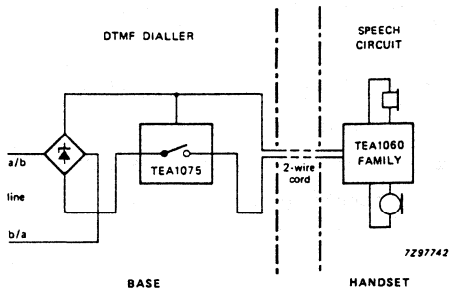 DTMF DIALLER
SPEECH
CIRCUIT
a/b
TEA1075
line
b/a
2-wire
cord
TEA1060
FAMILY
7Z97742
BASE
HANDSET